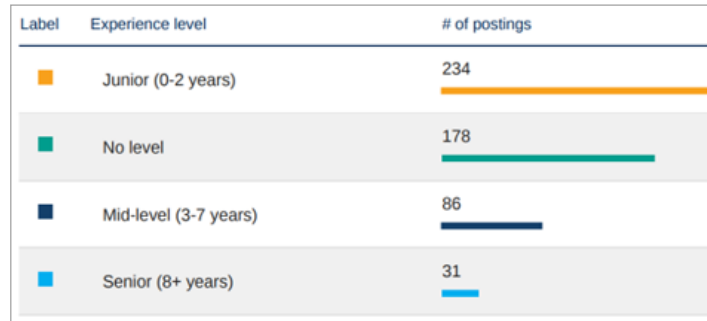 Label Experience level # of postings
Junior (0-2 years) 234
No level 178
Mid-level (3-7 years) 86
Senior (8+ years) 31